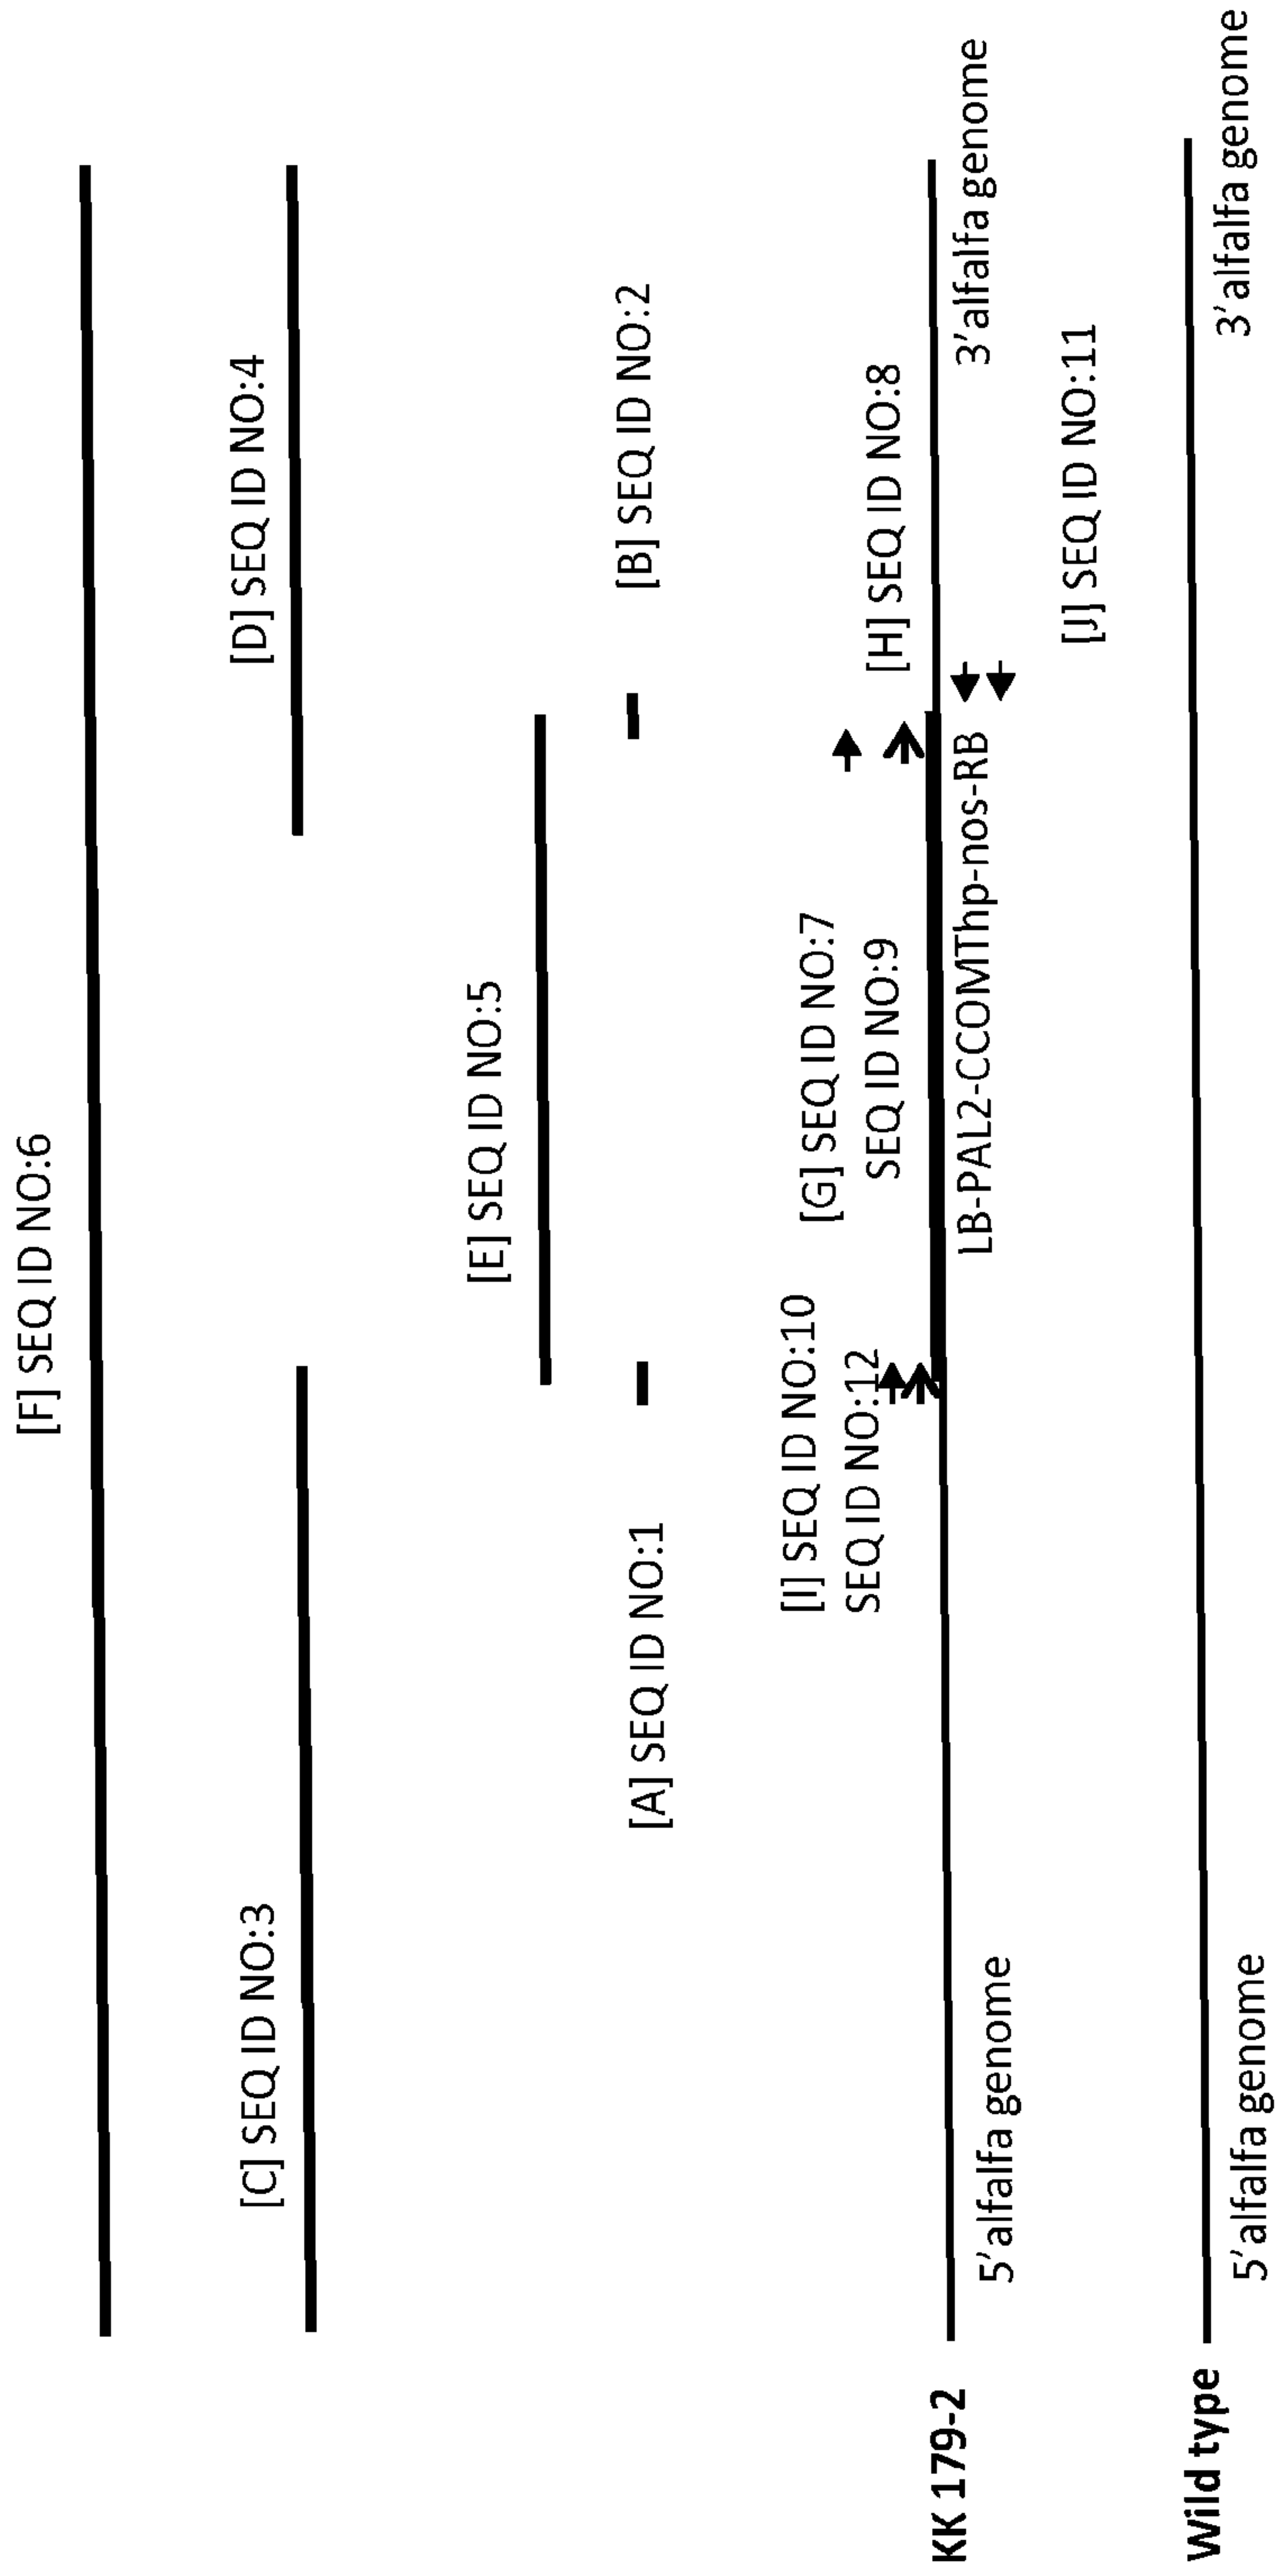 [F] SEQ ID NO:6
[C] SEQ ID NO:3
[D] SEQ ID NO:4
[E] SEQ ID NO:5
[A] SEQ ID NO:1
[B] SEQ ID NO:2
[I] SEQ ID NO:10
SEQ ID NO:12
[G] SEQ ID NO:7
SEQ ID NO:9
[H] SEQ ID NO:8
KK 179-2
5'alfalfa genome
LB-PAL2-CCOMThp-nos-RB
3'alfalfa genome
[J] SEQ ID NO:11
Wild type
5'alfalfa genome
3'alfalfa genome